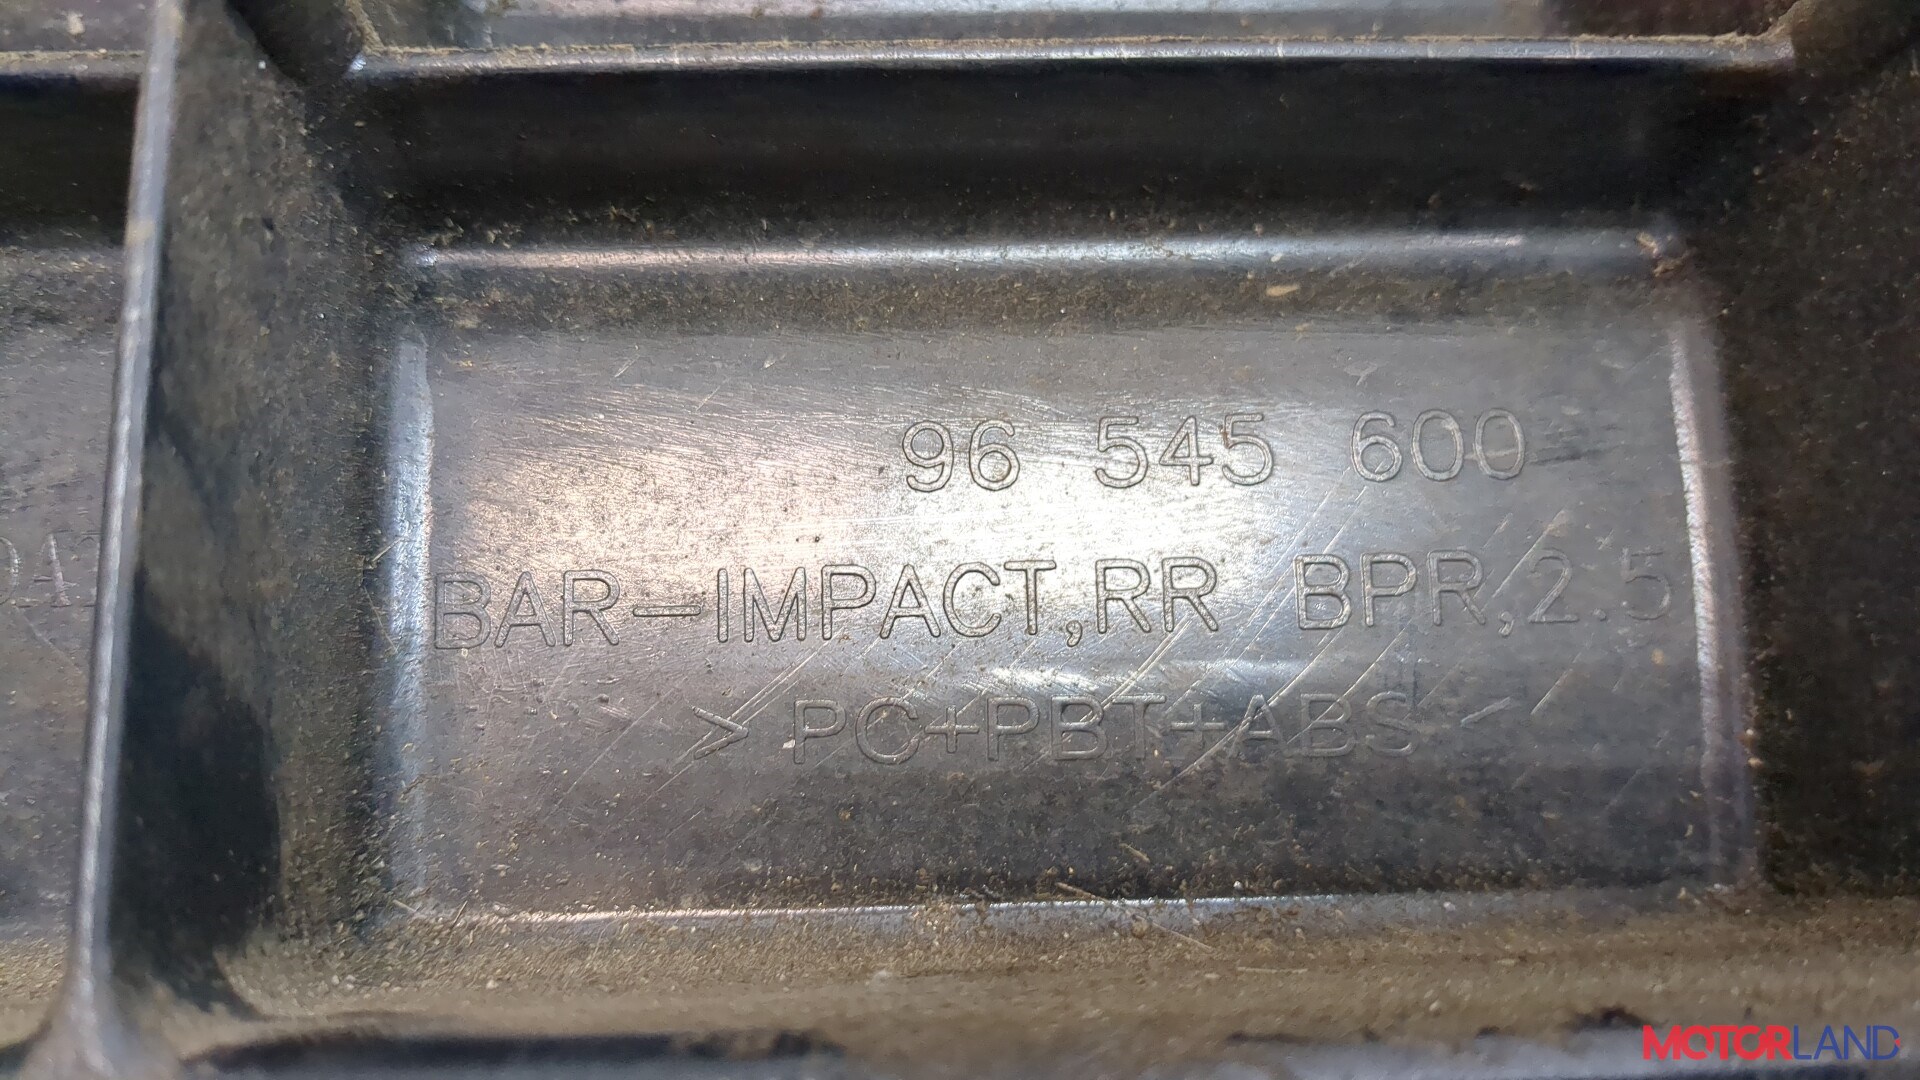 96 545 600
BAR-IMPACT,RR BPR,2.5
>PC+PBT+ABS<
MOTORLAND